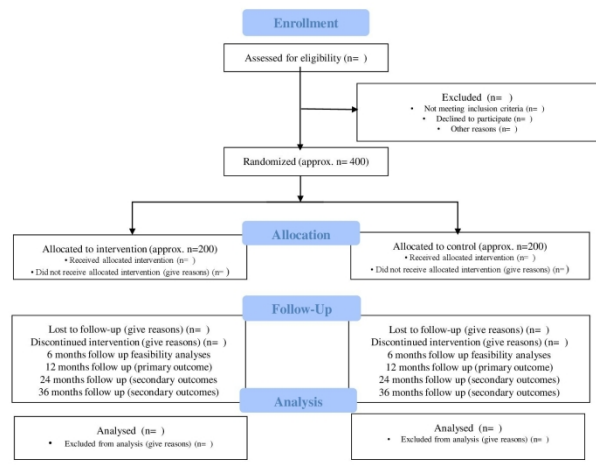 Enrollment
Assessed for eligibility (n= )
Excluded (n= )
• Not meeting inclusion criteria (n= )
• Declined to participate (n= )
• Other reasons (n= )
Randomized (approx. n=400)
Allocation
Allocated to intervention (approx. n=200)
• Received allocated intervention (n= )
• Did not receive allocated intervention (give reasons) (n= )
Allocated to control (approx. n=200)
• Received allocated intervention (n= )
• Did not receive allocated intervention (give reasons) (n= )
Follow-Up
Lost to follow-up (give reasons) (n= )
Discontinued intervention (give reasons) (n= )
6 months follow up feasibility analyses
12 months follow up (primary outcome)
24 months follow up (secondary outcomes)
36 months follow up (secondary outcomes)
Lost to follow-up (give reasons) (n= )
Discontinued intervention (give reasons) (n= )
6 months follow up feasibility analyses
12 months follow up (primary outcome)
24 months follow up (secondary outcomes)
36 months follow up (secondary outcomes)
Analysis
Analysed (n= )
• Excluded from analysis (give reasons) (n= )
Analysed (n= )
• Excluded from analysis (give reasons) (n= )